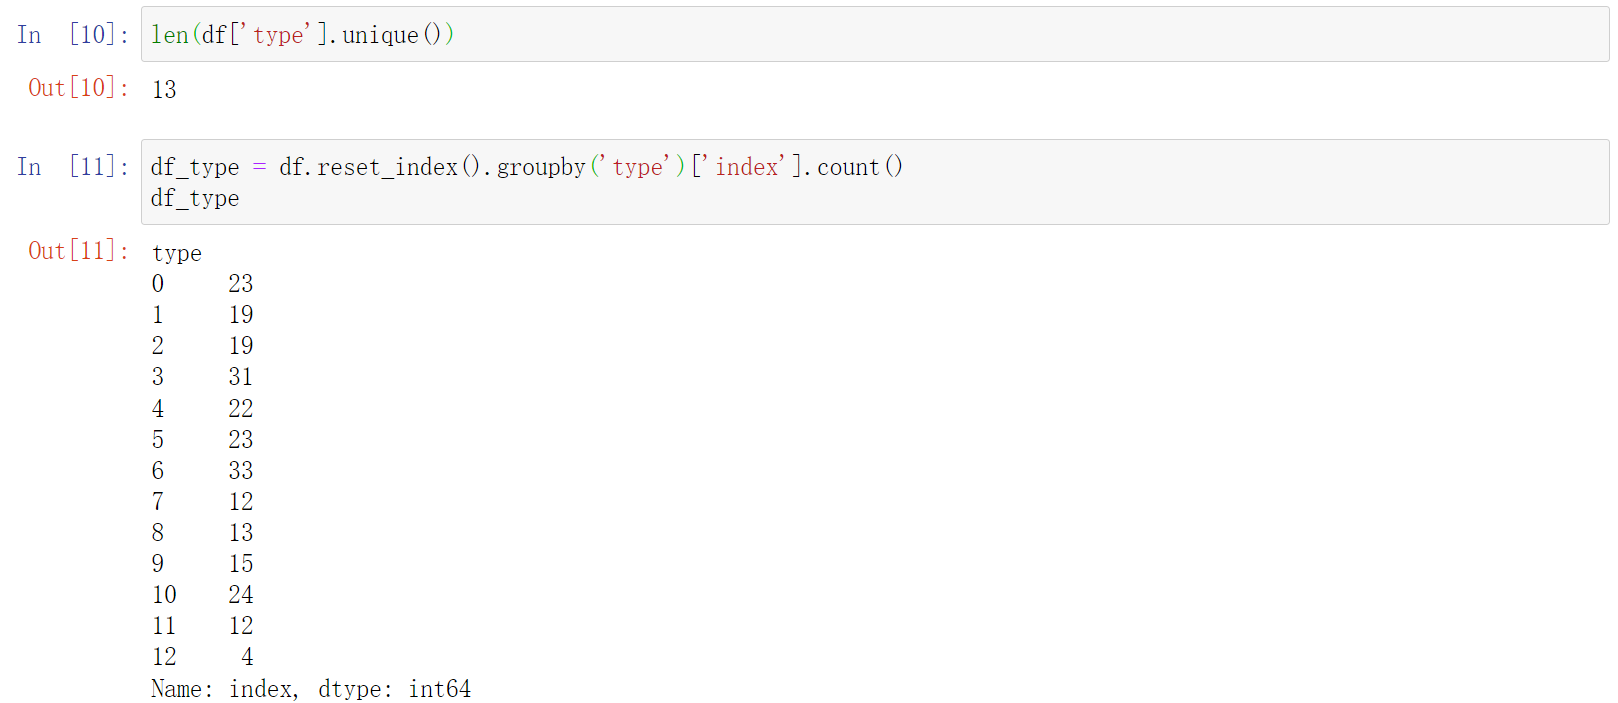 In [10]: len(df['type'].unique())
Out[10]: 13
In [11]: df_type = df.reset_index().groupby('type')['index'].count()
df_type
Out[11]: type
0 23
1 19
2 19
3 31
4 22
5 23
6 33
7 12
8 13
9 15
10 24
11 12
12 4
Name: index, dtype: int64